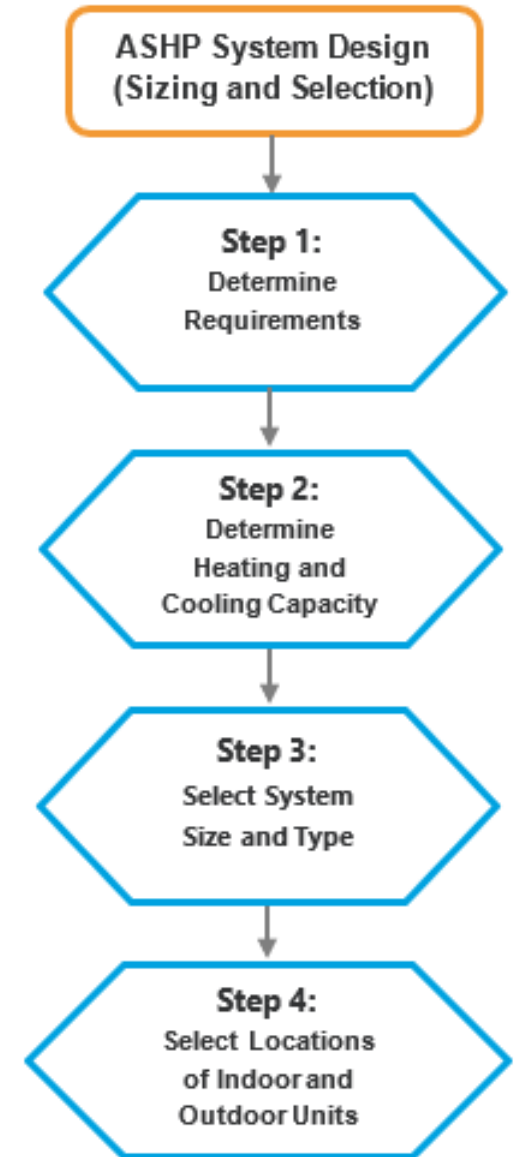 ASHP System Design
(Sizing and Selection)
Step 1:
Determine
Requirements
Step 2:
Determine
Heating and
Cooling Capacity
Step 3:
Select System
Size and Type
Step 4:
Select Locations
of Indoor and
Outdoor Units